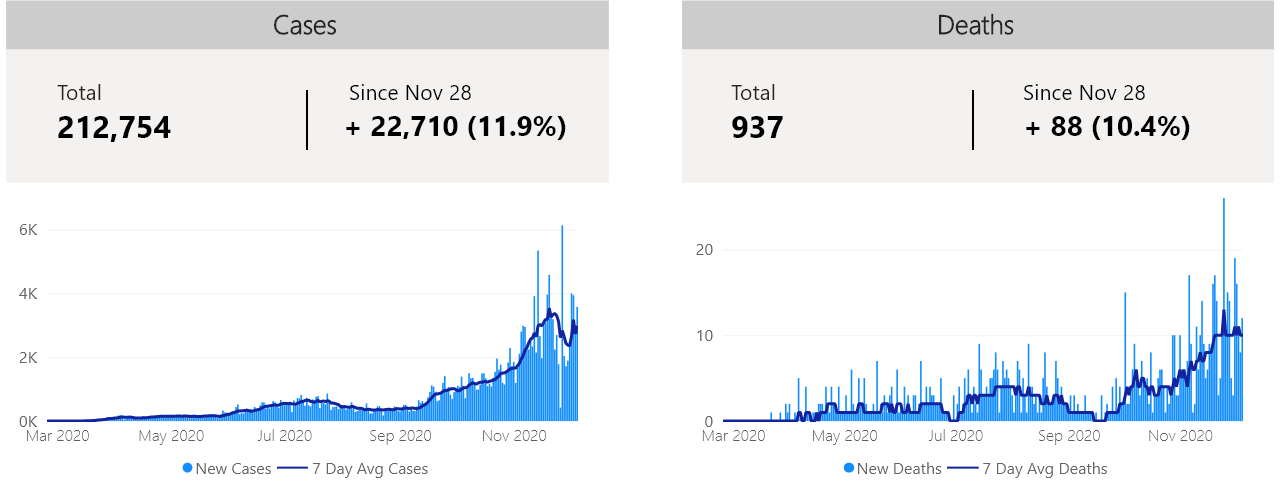 Cases
Total
212,754
Since Nov 28
+ 22,710 (11.9%)
6K
4K
2K
0K
Mar 2020 May 2020 Jul 2020 Sep 2020 Nov 2020
New Cases 7 Day Avg Cases
Deaths
Total
937
Since Nov 28
+ 88 (10.4%)
20
10
0
Mar 2020 May 2020 Jul 2020 Sep 2020 Nov 2020
New Deaths 7 Day Avg Deaths